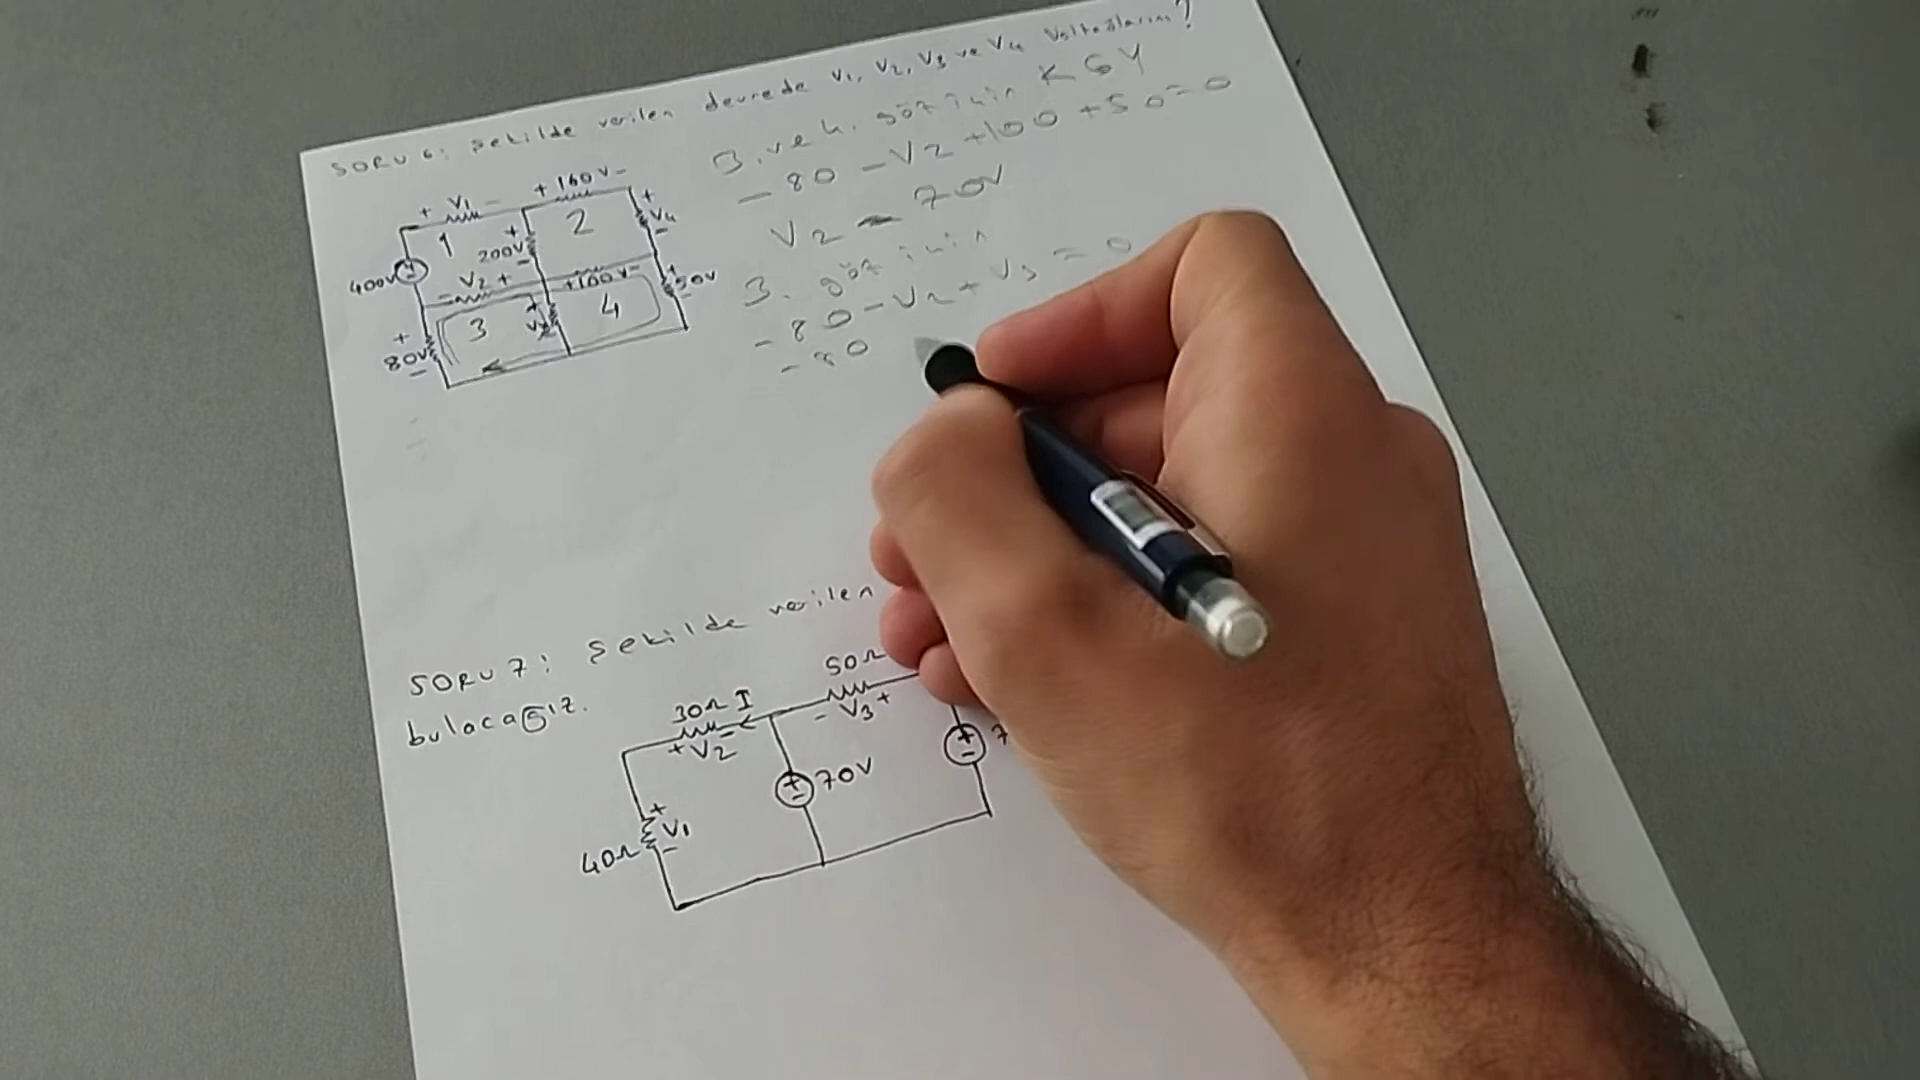 SORU 6: Şekilde verilen devrede V1, V2, V3 ve V4 Voltajlarını?
3. ve 4. göz için KGY
-80 - V2 + 100 + 50 = 0
V2 = 70V
3. göz için
-80 - V2 + V3 = 0
-80
+ V1 -
+ 160V -
1
2
+
V4
-
+
200V
-
400V
- V2 +
+ 100V -
+
50V
-
3
4
+
V3
+
80V
-
SORU 7: Şekilde verilen
bulacağız.
50Ω
- V3 +
30Ω I
+ V2 -
+
-
70V
+
-
7
+
V1
-
40Ω